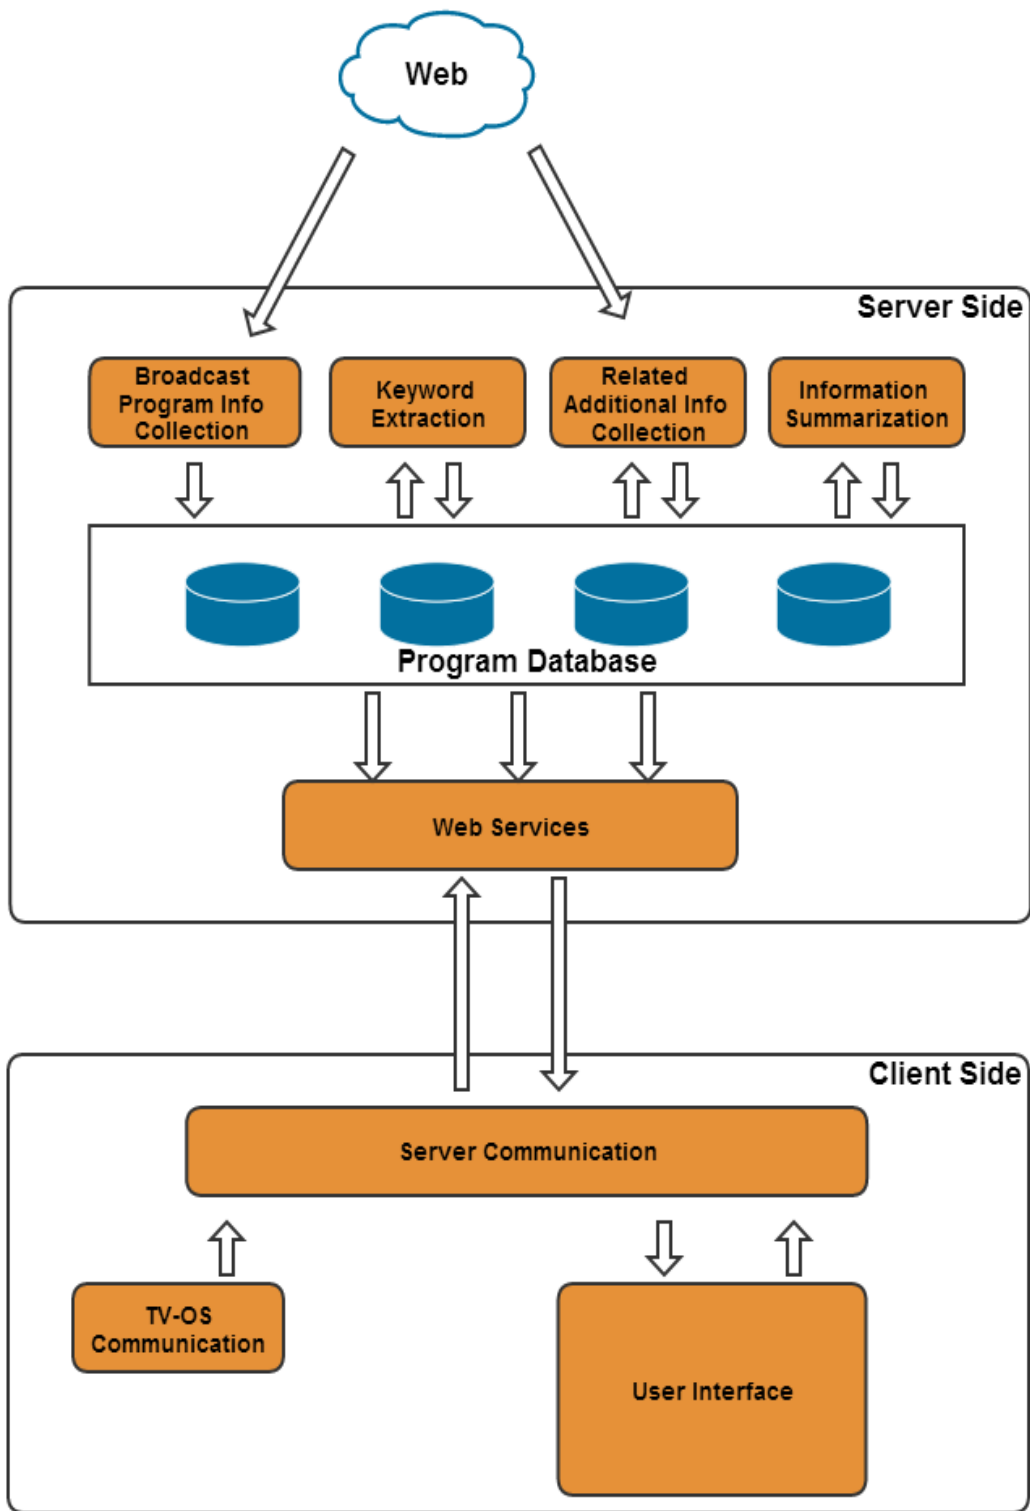 Web
Server Side
Broadcast
Program Info
Collection
Keyword
Extraction
Related
Additional Info
Collection
Information
Summarization
Program Database
Web Services
Client Side
Server Communication
TV-OS
Communication
User Interface